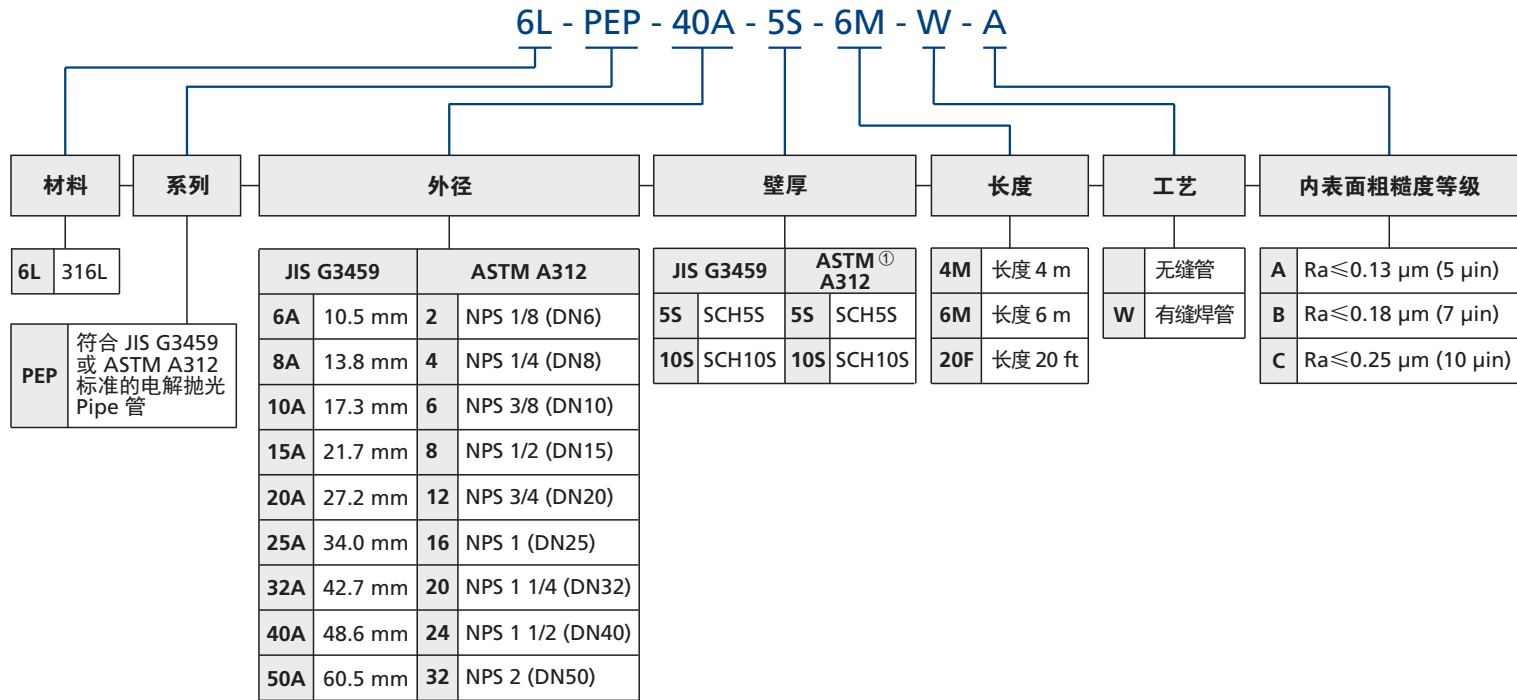 6L - PEP - 40A - 5S - 6M - W - A
材料 系列 外径 壁厚 长度 工艺 内表面粗糙度等级
6L 316L
PEP 符合 JIS G3459
或 ASTM A312
标准的电解抛光
Pipe 管
JIS G3459 ASTM A312
6A 10.5 mm 2 NPS 1/8 (DN6)
8A 13.8 mm 4 NPS 1/4 (DN8)
10A 17.3 mm 6 NPS 3/8 (DN10)
15A 21.7 mm 8 NPS 1/2 (DN15)
20A 27.2 mm 12 NPS 3/4 (DN20)
25A 34.0 mm 16 NPS 1 (DN25)
32A 42.7 mm 20 NPS 1 1/4 (DN32)
40A 48.6 mm 24 NPS 1 1/2 (DN40)
50A 60.5 mm 32 NPS 2 (DN50)
JIS G3459 ASTM①
A312
5S SCH5S 5S SCH5S
10S SCH10S 10S SCH10S
4M 长度 4 m
6M 长度 6 m
20F 长度 20 ft
无缝管
W 有缝焊管
A Ra≤0.13 μm (5 μin)
B Ra≤0.18 μm (7 μin)
C Ra≤0.25 μm (10 μin)